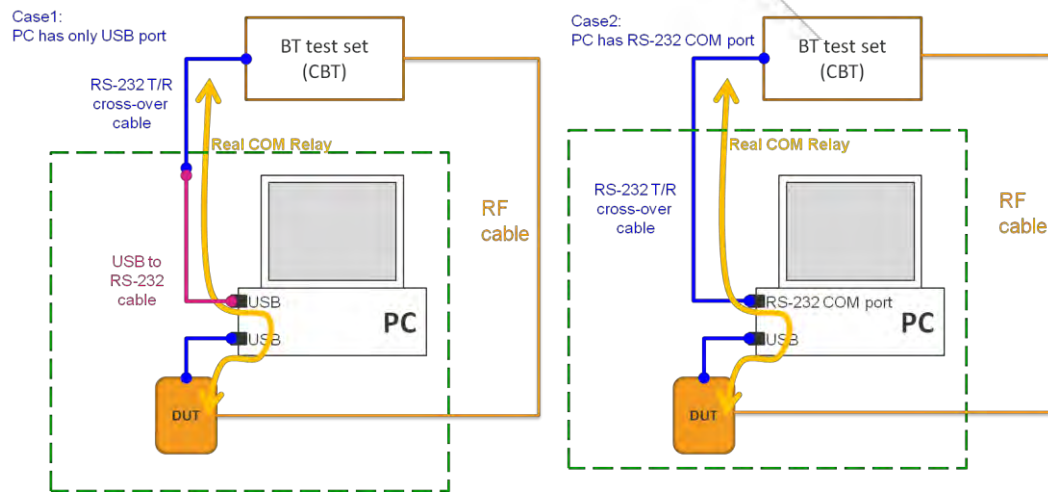 Case1:
PC has only USB port
BT test set
(CBT)
RS-232 T/R
cross-over
cable
Real COM Relay
RF
cable
USB to
RS-232
cable
USB
PC
USB
DUT
Case2:
PC has RS-232 COM port
BT test set
(CBT)
Real COM Relay
RS-232 T/R
cross-over
cable
RF
cable
RS-232 COM port
PC
USB
DUT